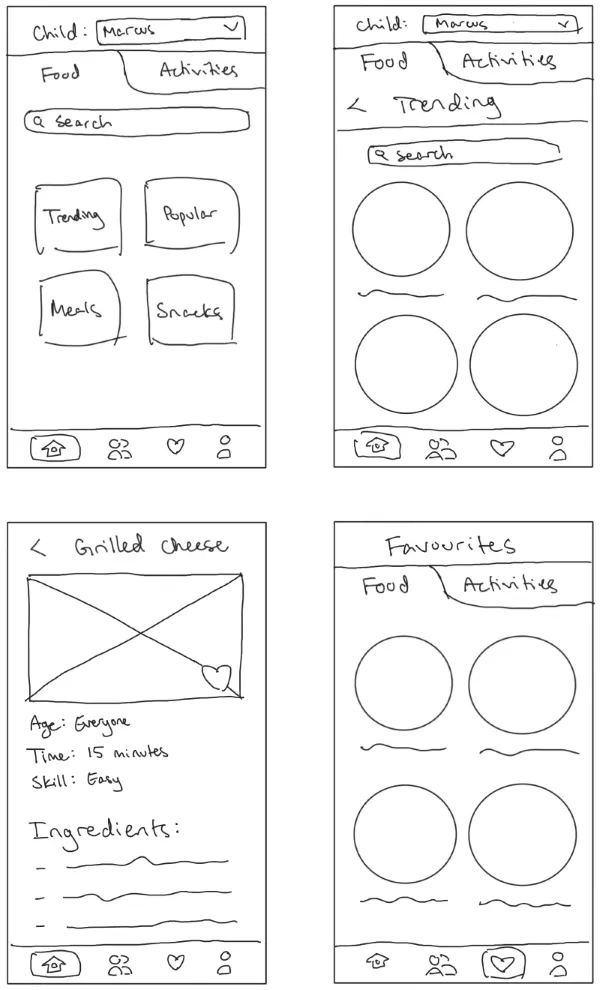 Child: Marcus
Food Activities
Search
Trending Popular
Meals Snacks
Child: Marcus
Food Activities
< Trending
Search
< Grilled Cheese
Age: Everyone
Time: 15 minutes
Skill: Easy
Ingredients:
Favourites
Food Activities